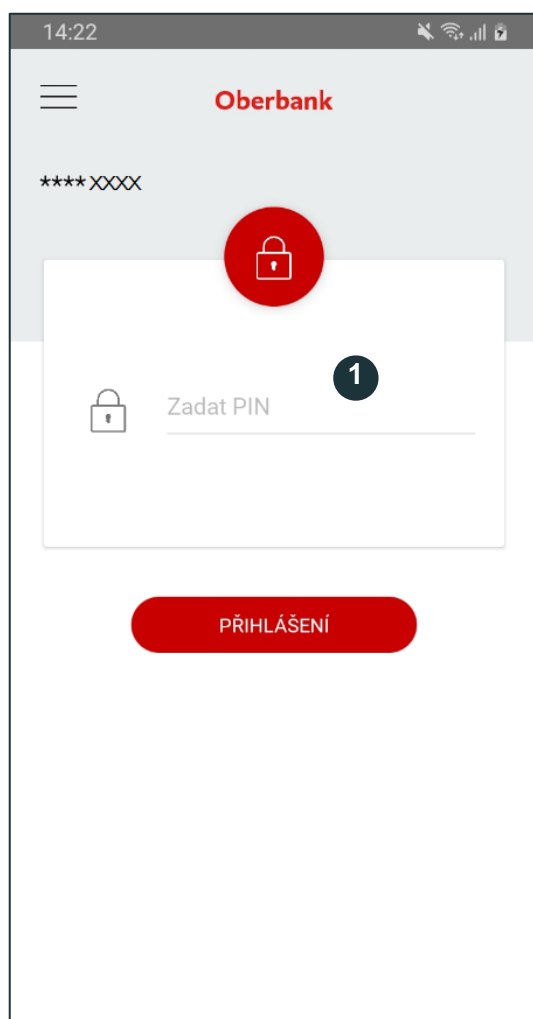 14:22
Oberbank
****XXXX
1
Zadat PIN
PŘIHLÁŠENÍ